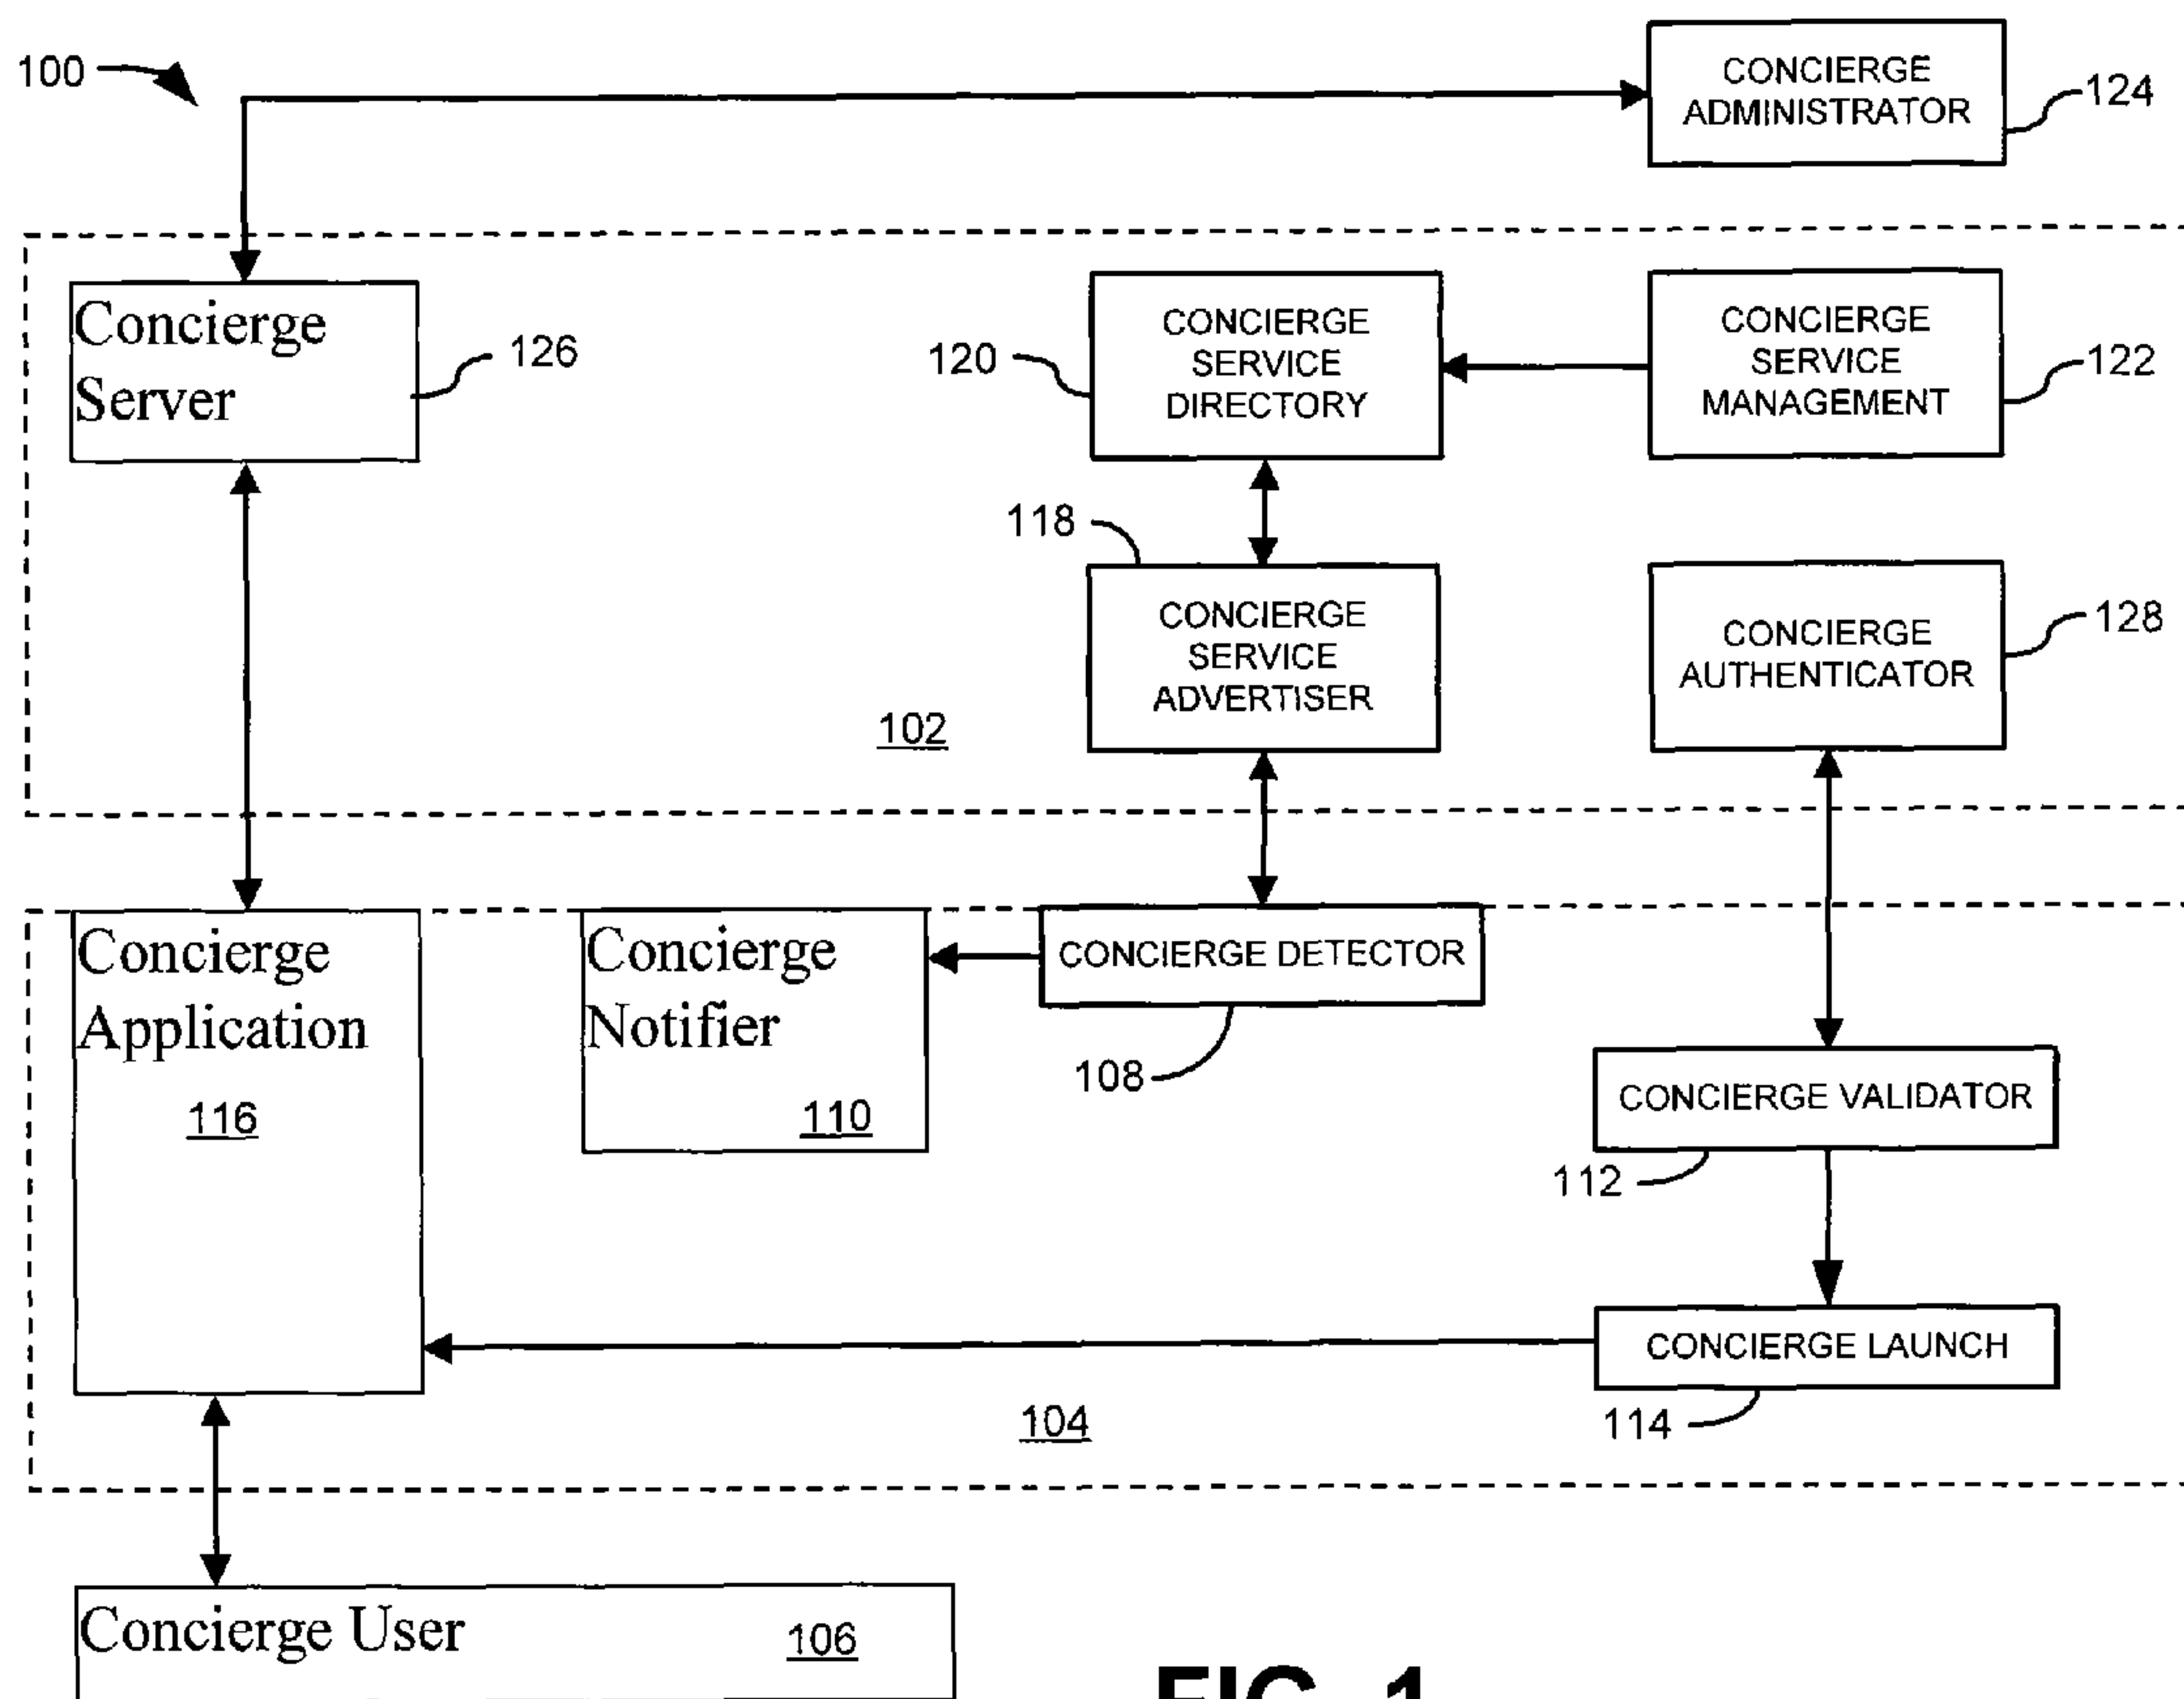 100
CONCIERGE
ADMINISTRATOR
124
Concierge
Server
126
120
CONCIERGE
SERVICE
DIRECTORY
CONCIERGE
SERVICE
MANAGEMENT
122
118
CONCIERGE
SERVICE
ADVERTISER
CONCIERGE
AUTHENTICATOR
128
102
Concierge
Application
116
Concierge
Notifier
110
CONCIERGE DETECTOR
108
CONCIERGE VALIDATOR
112
CONCIERGE LAUNCH
114
104
Concierge User
106
FIG. 1